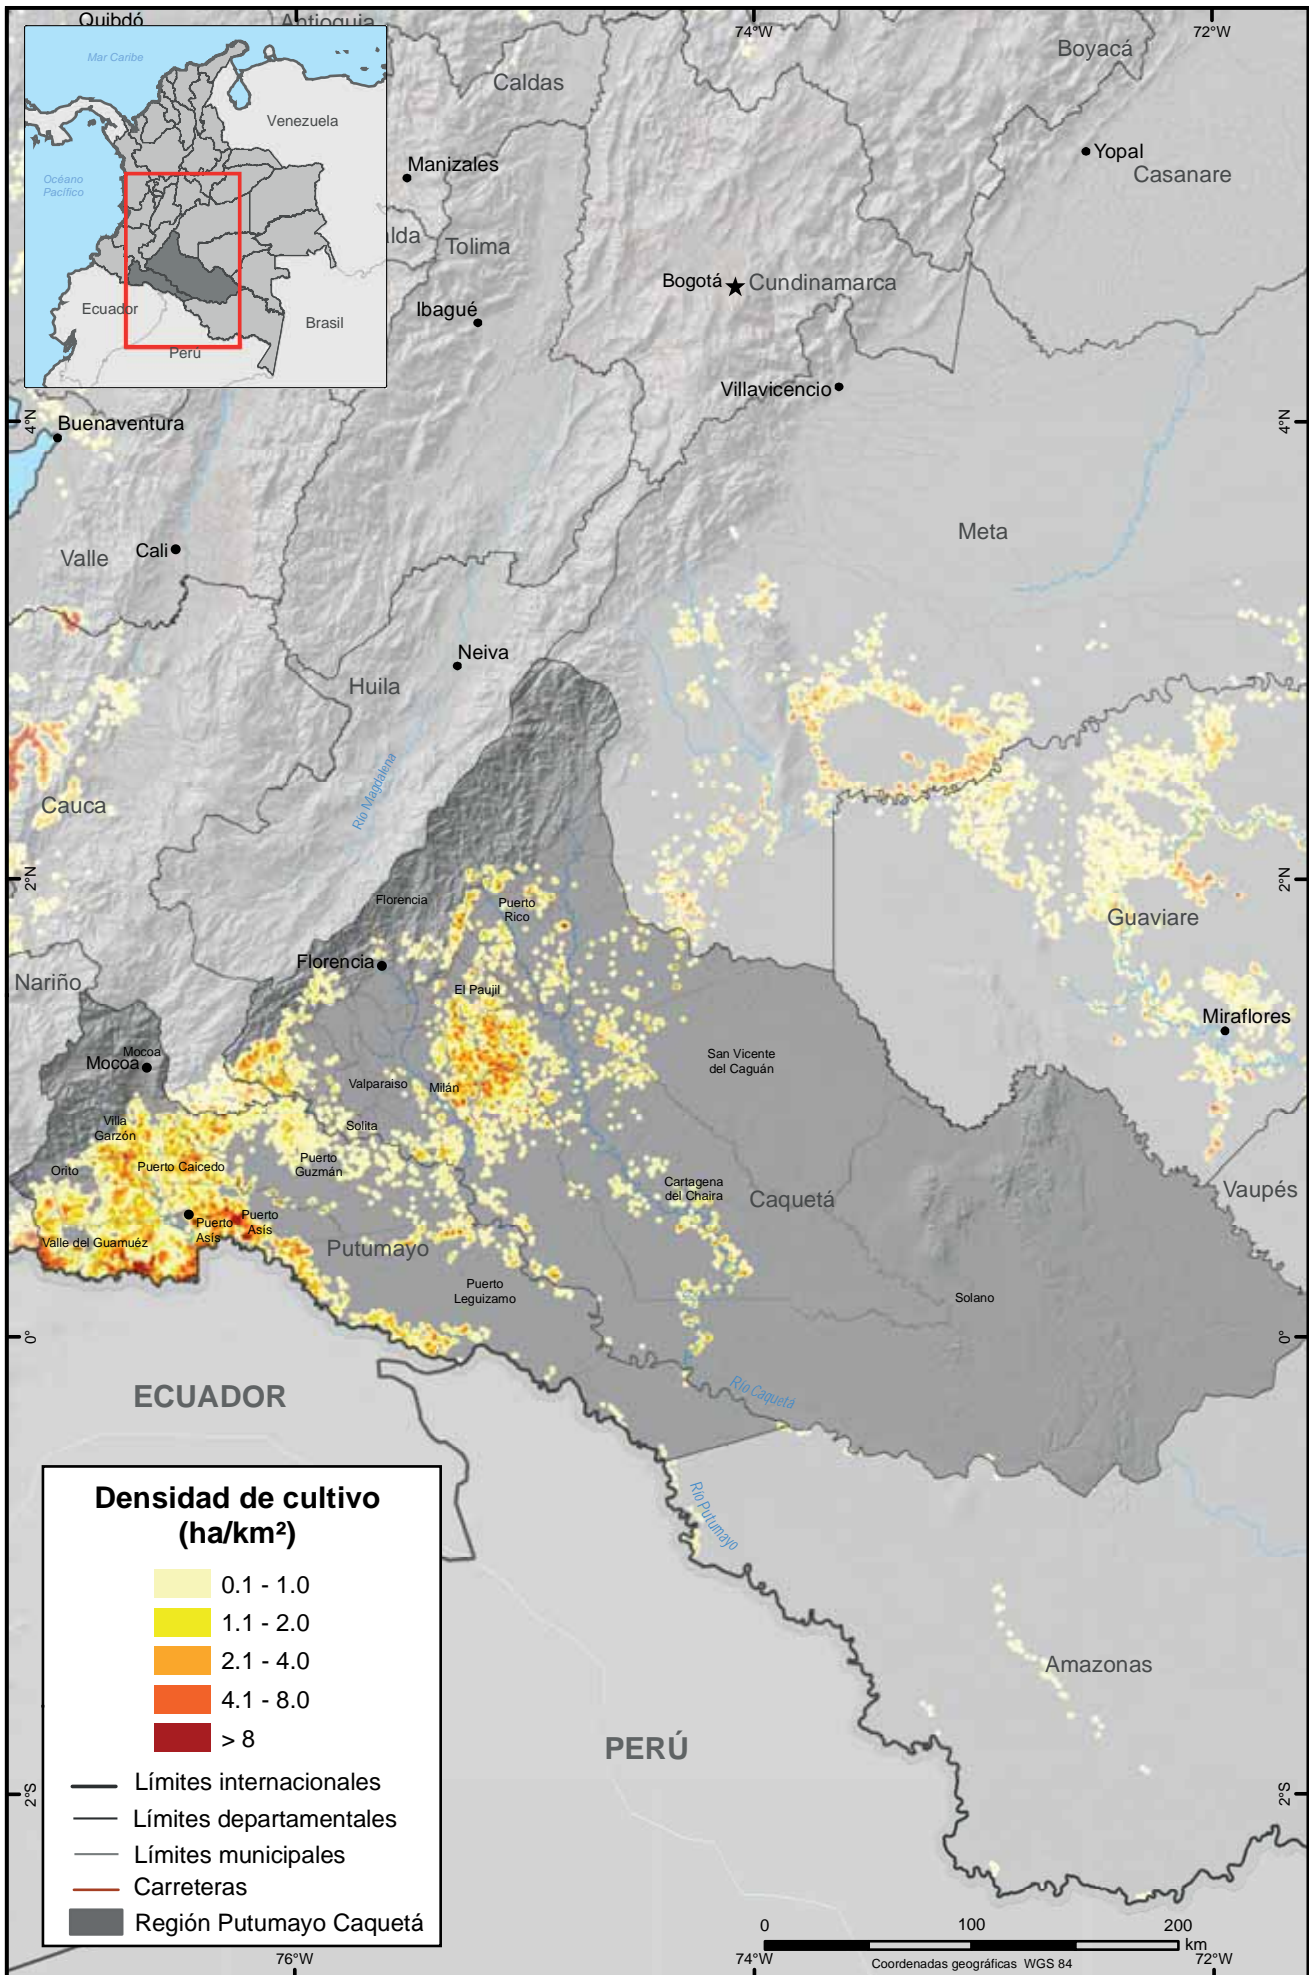 Quibdó
Antioquia
74°W
72°W
Boyacá
Mar Caribe
Caldas
Venezuela
Manizales
Yopal
Casanare
Océano
Pacífico
alda
Tolima
Bogotá
Cundinamarca
Ecuador
Ibagué
Brasil
Perú
Villavicencio
Buenaventura
4°N
4°N
Meta
Valle
Cali
Neiva
Huila
Río Magdalena
Cauca
2°N
2°N
Florencia
Puerto
Rico
Guaviare
Florencia
Nariño
El Paujil
Miraflores
Mocoa
Mocoa
San Vicente
del Caguán
Valparaiso
Milán
Villa
Garzón
Solita
Puerto
Guzmán
Orito
Puerto Caicedo
Cartagena
del Chaira
Caquetá
Vaupés
Puerto
Asís
Puerto
Asís
Valle del Guamuéz
Putumayo
Puerto
Leguizamo
Solano
0°
0°
ECUADOR
Río Caquetá
Río Putumayo
Densidad de cultivo
(ha/km²)
0.1 - 1.0
1.1 - 2.0
2.1 - 4.0
4.1 - 8.0
> 8
Límites internacionales
Límites departamentales
Límites municipales
Carreteras
Región Putumayo Caquetá
Amazonas
PERÚ
2°S
2°S
0 100 200
km
Coordenadas geográficas WGS 84
76°W
74°W
72°W